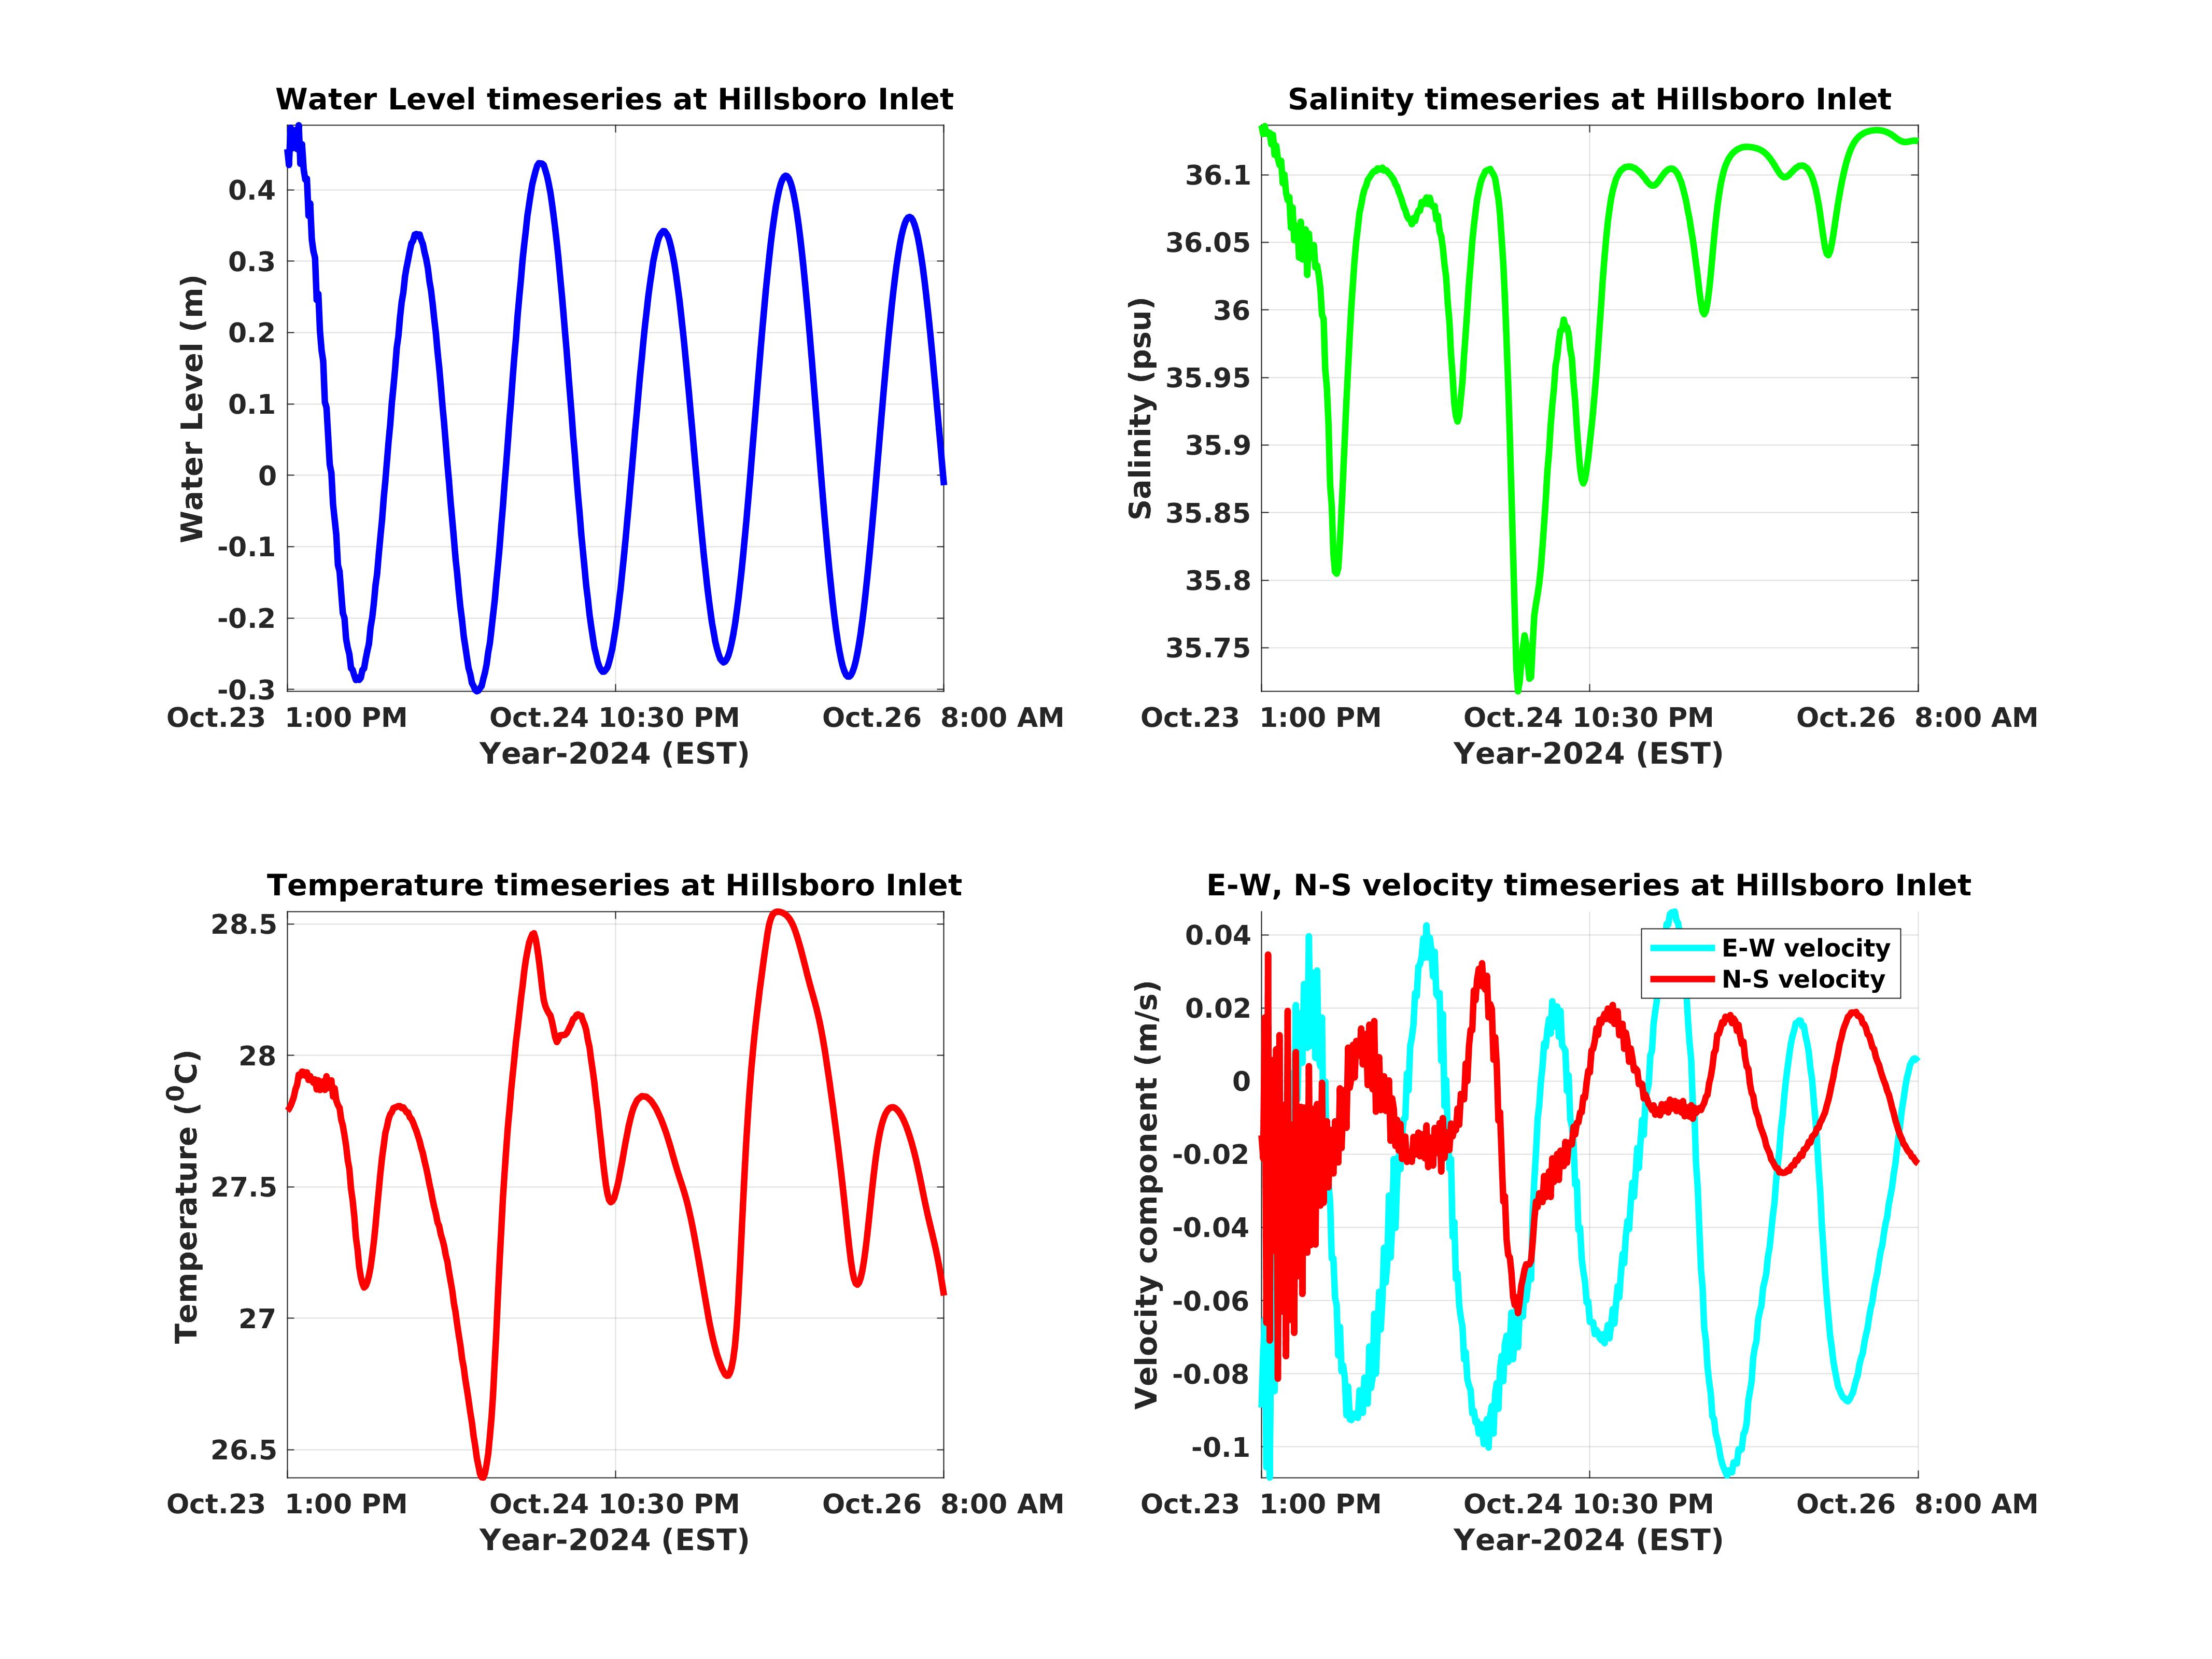 Water Level timeseries at Hillsboro Inlet
Water Level (m)
0.4
0.3
0.2
0.1
0
-0.1
-0.2
-0.3
Oct.23 1:00 PM
Oct.24 10:30 PM
Oct.26 8:00 AM
Year-2024 (EST)
Salinity timeseries at Hillsboro Inlet
Salinity (psu)
36.1
36.05
36
35.95
35.9
35.85
35.8
35.75
Oct.23 1:00 PM
Oct.24 10:30 PM
Oct.26 8:00 AM
Year-2024 (EST)
Temperature timeseries at Hillsboro Inlet
Temperature (⁰C)
28.5
28
27.5
27
26.5
Oct.23 1:00 PM
Oct.24 10:30 PM
Oct.26 8:00 AM
Year-2024 (EST)
E-W, N-S velocity timeseries at Hillsboro Inlet
Velocity component (m/s)
0.04
0.02
0
-0.02
-0.04
-0.06
-0.08
-0.1
E-W velocity
N-S velocity
Oct.23 1:00 PM
Oct.24 10:30 PM
Oct.26 8:00 AM
Year-2024 (EST)